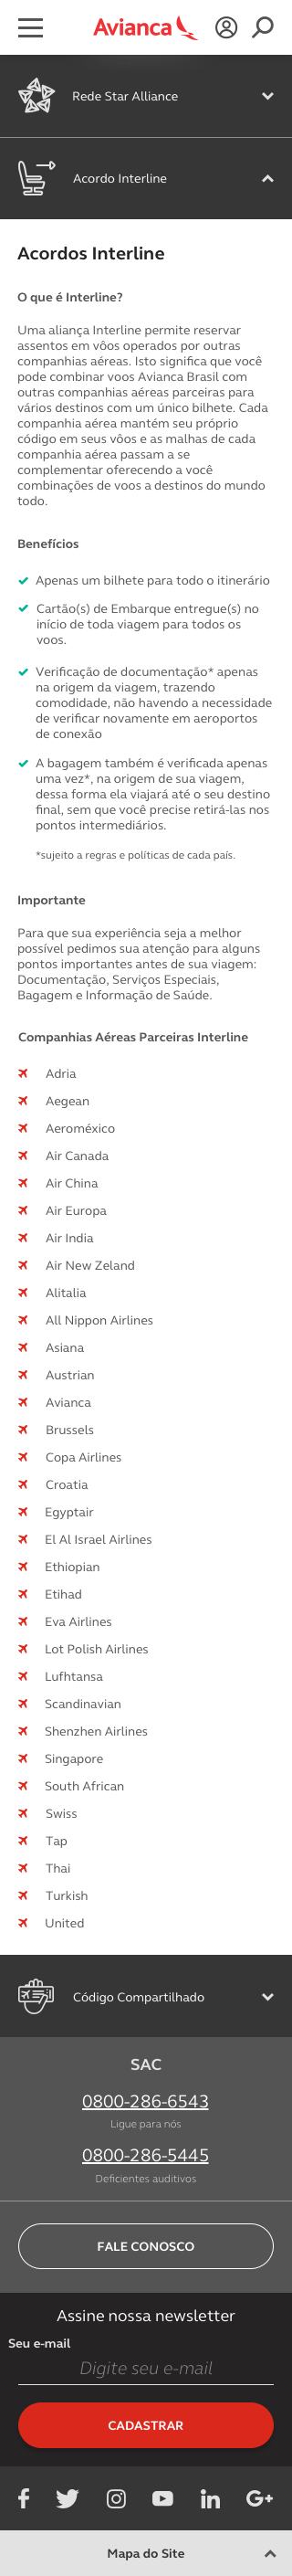 Avianca
Rede Star Alliance
Acordo Interline
Acordos Interline
O que é Interline?
Uma aliança Interline permite reservar
assentos em vôos operados por outras
companhias aéreas. Isto significa que você
pode combinar voos Avianca Brasil com
outras companhias aéreas parceiras para
vários destinos com um único bilhete. Cada
companhia aérea mantém seu próprio
código em seus vôos e as malhas de cada
companhia aérea passam a se
complementar oferecendo a você
combinações de voos a destinos do mundo
todo.
Benefícios
Apenas um bilhete para todo o itinerário
Cartão(s) de Embarque entregue(s) no
início de toda viagem para todos os
voos.
Verificação de documentação* apenas
na origem da viagem, trazendo
comodidade, não havendo a necessidade
de verificar novamente em aeroportos
de conexão
A bagagem também é verificada apenas
uma vez*, na origem de sua viagem,
dessa forma ela viajará até o seu destino
final, sem que você precise retirá-las nos
pontos intermediários.
*sujeito a regras e políticas de cada país.
Importante
Para que sua experiência seja a melhor
possível pedimos sua atenção para alguns
pontos importantes antes de sua viagem:
Documentação, Serviços Especiais,
Bagagem e Informação de Saúde.
Companhias Aéreas Parceiras Interline
Adria
Aegean
Aeroméxico
Air Canada
Air China
Air Europa
Air India
Air New Zeland
Alitalia
All Nippon Airlines
Asiana
Austrian
Avianca
Brussels
Copa Airlines
Croatia
Egyptair
El Al Israel Airlines
Ethiopian
Etihad
Eva Airlines
Lot Polish Airlines
Lufhtansa
Scandinavian
Shenzhen Airlines
Singapore
South African
Swiss
Tap
Thai
Turkish
United
Código Compartilhado
SAC
0800-286-6543
Ligue para nós
0800-286-5445
Deficientes auditivos
FALE CONOSCO
Assine nossa newsletter
Seu e-mail
Digite seu e-mail
CADASTRAR
Mapa do Site